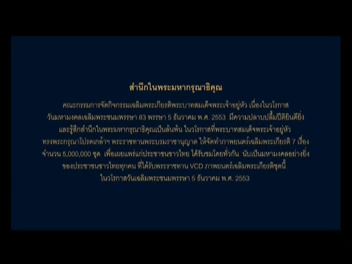 สำนึกในพระมหากรุณาธิคุณ
คณะกรรมการจัดกิจกรรมเฉลิมพระเกียรติพระบาทสมเด็จพระเจ้าอยู่หัว เนื่องในวโรกาส
วันมหามงคลเฉลิมพระชนมพรรษา 83 พรรษา 5 ธันวาคม พ.ศ. 2553 มีความปลาบปลื้มปีติยินดียิ่ง
และรู้สึกสำนึกในพระมหากรุณาธิคุณเป็นล้นพ้น ในวโรกาสที่พระบาทสมเด็จพระเจ้าอยู่หัว
ทรงพระกรุณาโปรดเกล้าฯ พระราชทานพระบรมราชานุญาต ให้จัดทำภาพยนตร์เฉลิมพระเกียรติ 7 เรื่อง
จำนวน 5,000,000 ชุด เพื่อเผยแพร่แก่ประชาชนชาวไทย ได้รับชมโดยทั่วกัน นับเป็นมหามงคลอย่างยิ่ง
ของประชาชนชาวไทยทุกคน ที่ได้รับพระราชทาน VCD ภาพยนตร์เฉลิมพระเกียรติชุดนี้
ในวโรกาสวันเฉลิมพระชนมพรรษา 5 ธันวาคม พ.ศ. 2553